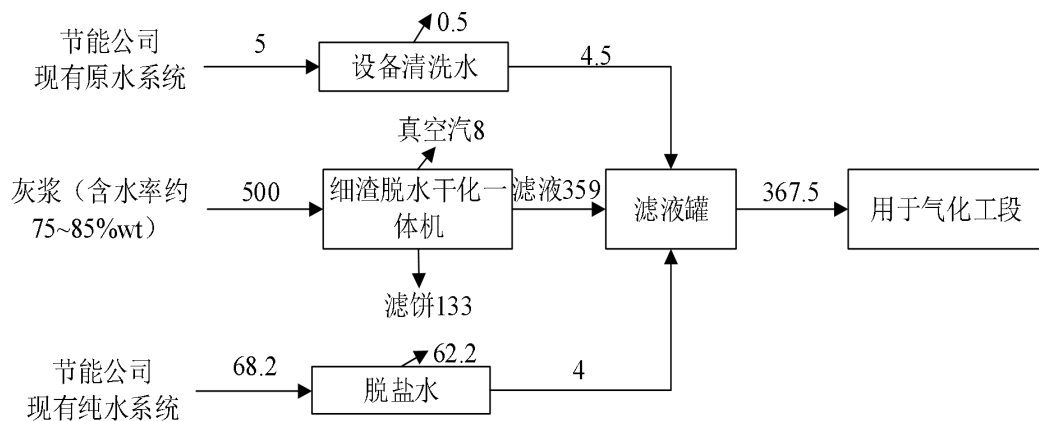 节能公司
现有原水系统
5
设备清洗水
0.5
4.5
真空汽8
灰浆（含水率约
75~85%wt）
500
细渣脱水干化一
体机
滤液359
滤液罐
367.5
用于气化工段
滤饼133
节能公司
现有纯水系统
68.2
脱盐水
62.2
4